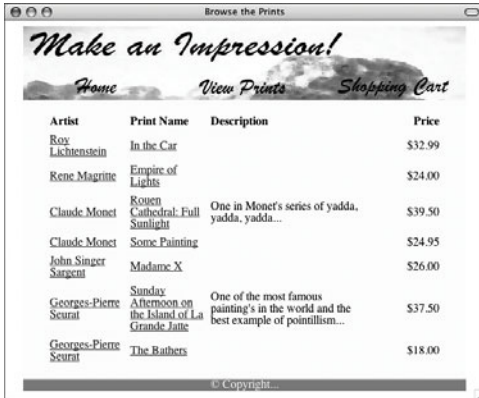 Browse the Prints
Make an Impression!
Home View Prints Shopping Cart
Artist Print Name Description Price
Roy
Lichtenstein In the Car $32.99
Rene Magritte Empire of
Lights $24.00
Claude Monet Rouen
Cathedral: Full
Sunlight One in Monet's series of yadda,
yadda, yadda... $39.50
Claude Monet Some Painting $24.95
John Singer
Sargent Madame X $26.00
Georges-Pierre
Seurat Sunday
Afternoon on
the Island of La
Grande Jatte One of the most famous
painting's in the world and the
best example of pointillism... $37.50
Georges-Pierre
Seurat The Bathers $18.00
© Copyright...